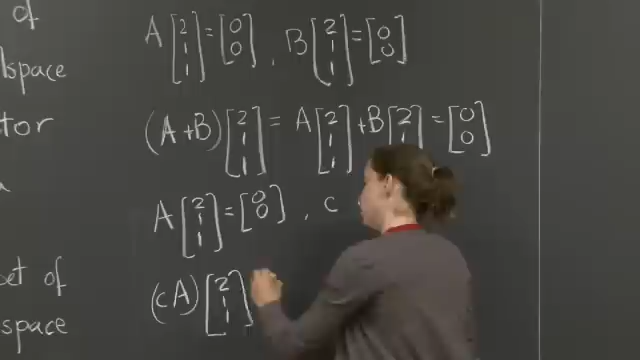 of
space
tor
set of
space
A [2 1 1] = [0 0] , B [2 1 1] = [0 0]
(A+B) [2 1 1] = A [2 1 1] + B [2 1 1] = [0 0]
A [2 1 1] = [0 0] , c
(cA) [2 1 1]